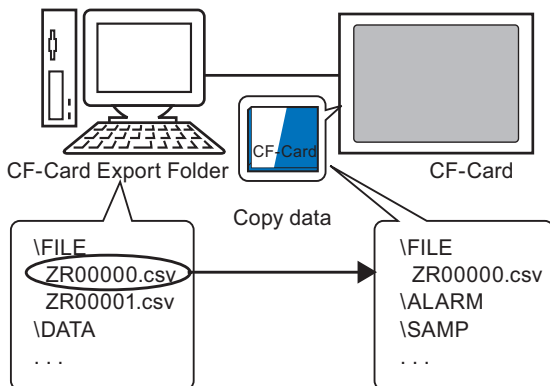 CF-Card
CF-Card Export Folder
CF-Card
Copy data
\FILE
ZR00000.csv
ZR00001.csv
\DATA
. . .
\FILE
ZR00000.csv
\ALARM
\SAMP
. . .